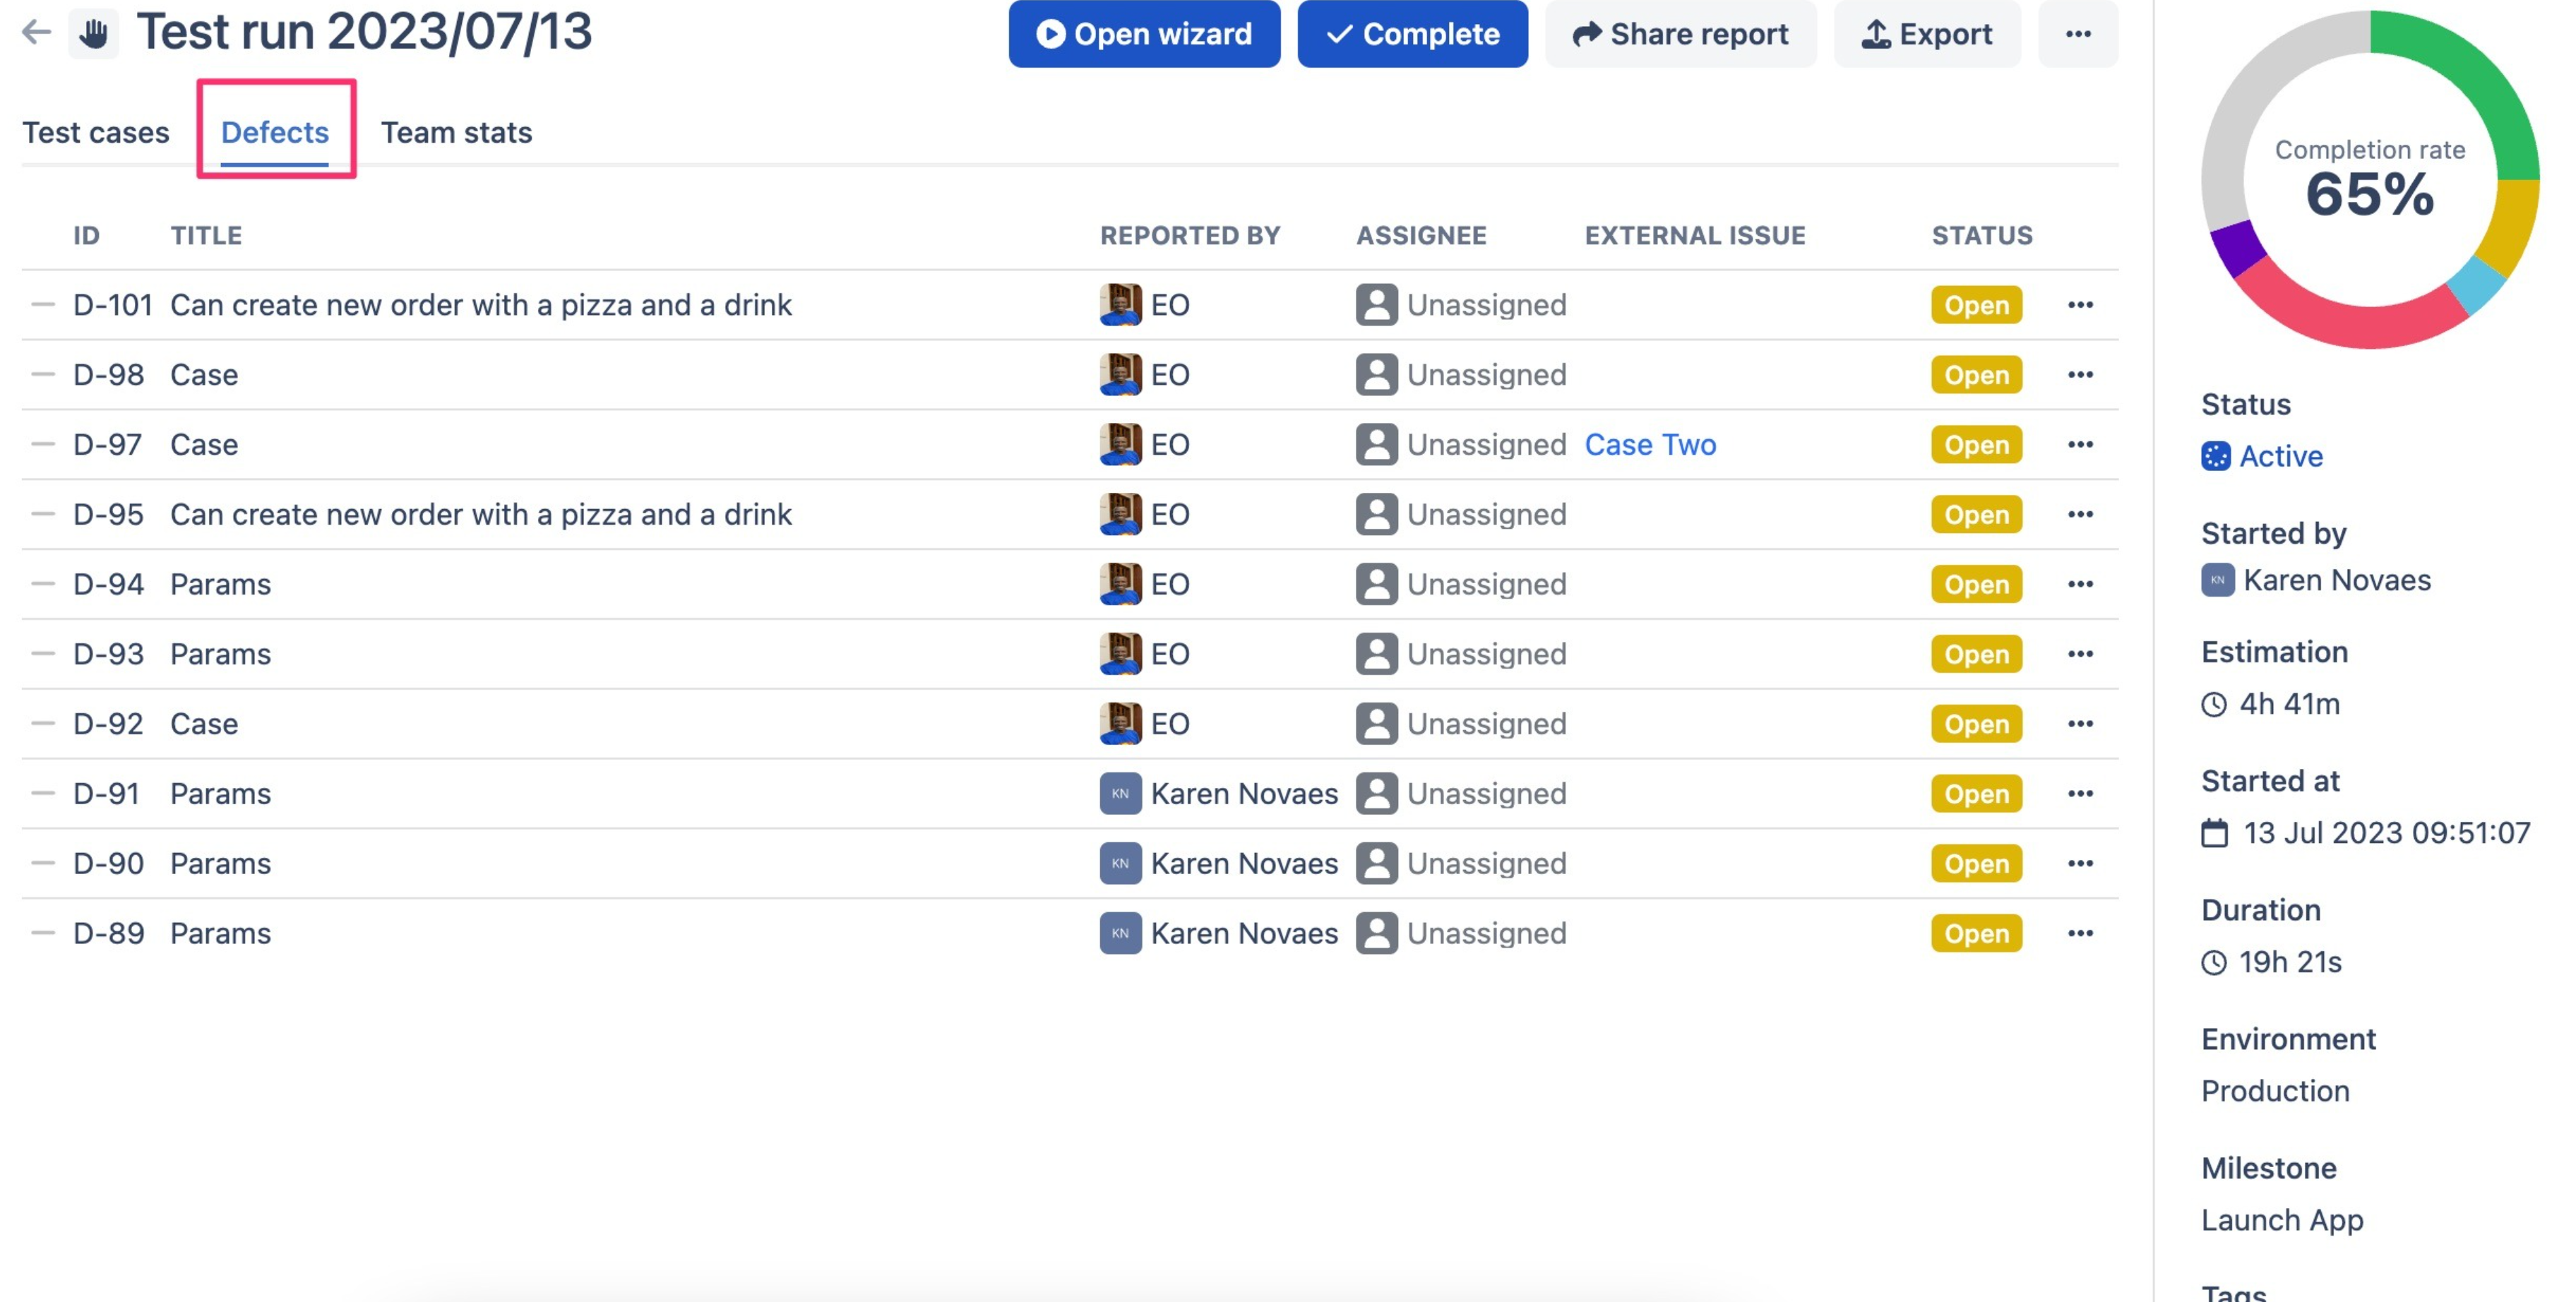 Test run 2023/07/13
Open wizard
Complete
Share report
Export
Test cases Defects Team stats
ID TITLE REPORTED BY ASSIGNEE EXTERNAL ISSUE STATUS
D-101 Can create new order with a pizza and a drink EO Unassigned Open
D-98 Case EO Unassigned Open
D-97 Case EO Unassigned Case Two Open
D-95 Can create new order with a pizza and a drink EO Unassigned Open
D-94 Params EO Unassigned Open
D-93 Params EO Unassigned Open
D-92 Case EO Unassigned Open
D-91 Params KN Karen Novaes Unassigned Open
D-90 Params KN Karen Novaes Unassigned Open
D-89 Params KN Karen Novaes Unassigned Open
Completion rate
65%
Status
Active
Started by
KN Karen Novaes
Estimation
4h 41m
Started at
13 Jul 2023 09:51:07
Duration
19h 21s
Environment
Production
Milestone
Launch App
Tags